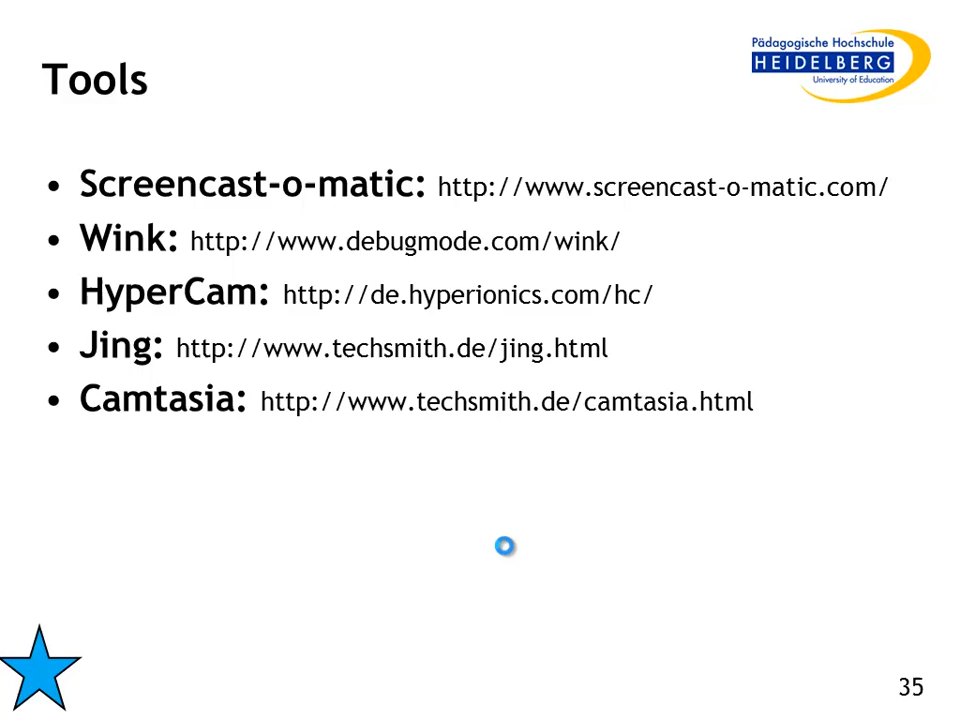 Pädagogische Hochschule
HEIDELBERG
University of Education
Tools
• Screencast-o-matic: http://www.screencast-o-matic.com/
• Wink: http://www.debugmode.com/wink/
• HyperCam: http://de.hyperionics.com/hc/
• Jing: http://www.techsmith.de/jing.html
• Camtasia: http://www.techsmith.de/camtasia.html
35